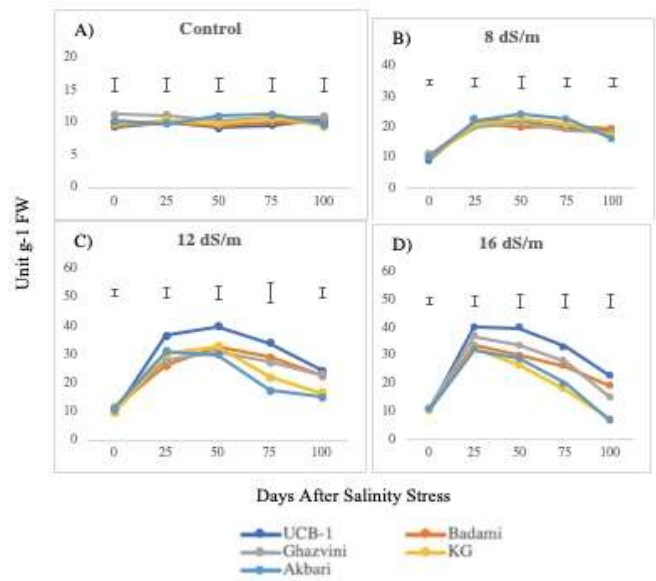 A) Control
20
15
10
5
0
0 25 50 75 100
B) 8 dS/m
40
30
20
10
0
0 25 50 75 100
Unit g-1 FW
C) 12 dS/m
60
50
40
30
20
10
0
0 25 50 75 100
D) 16 dS/m
60
50
40
30
20
10
0
0 25 50 75 100
Days After Salinity Stress
UCB-1 Badami
Ghazvini KG
Akbari